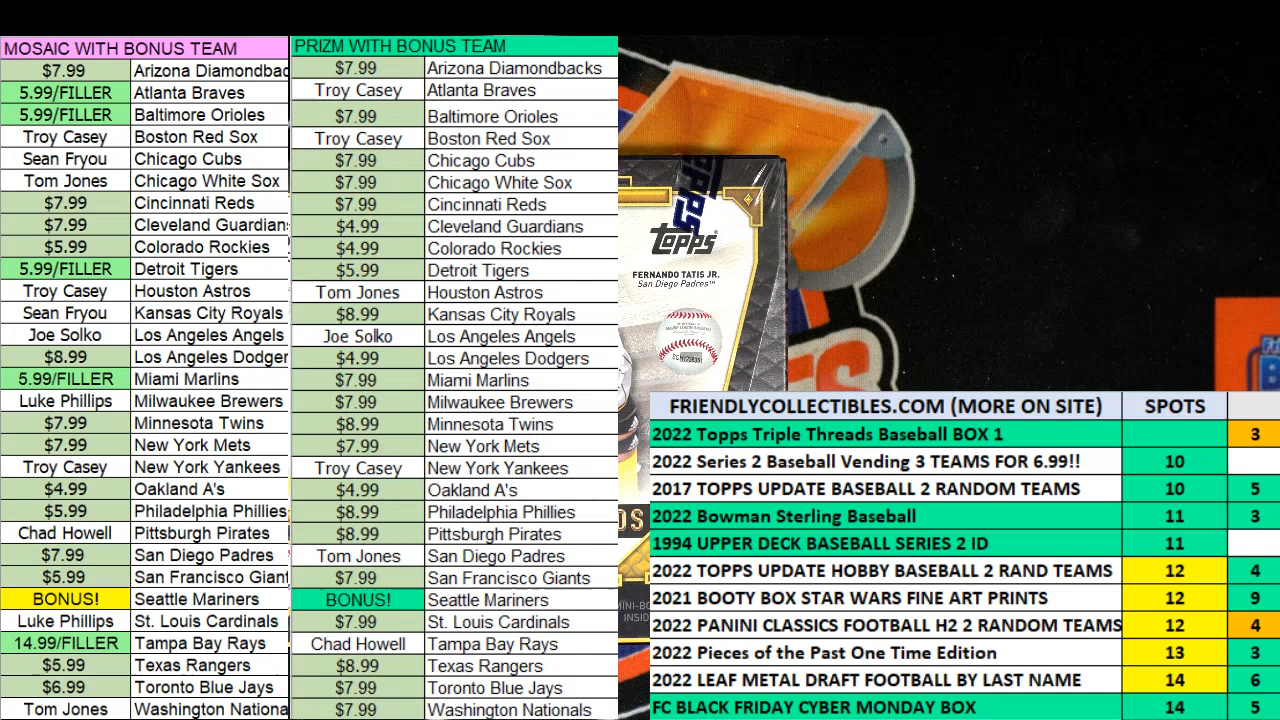 MOSAIC WITH BONUS TEAM
$7.99 Arizona Diamondbac
5.99/FILLER Atlanta Braves
5.99/FILLER Baltimore Orioles
Troy Casey Boston Red Sox
Sean Fryou Chicago Cubs
Tom Jones Chicago White Sox
$7.99 Cincinnati Reds
$7.99 Cleveland Guardian
$5.99 Colorado Rockies
5.99/FILLER Detroit Tigers
Troy Casey Houston Astros
Sean Fryou Kansas City Royals
Joe Solko Los Angeles Angels
$8.99 Los Angeles Dodger
5.99/FILLER Miami Marlins
Luke Phillips Milwaukee Brewers
$7.99 Minnesota Twins
$7.99 New York Mets
Troy Casey New York Yankees
$4.99 Oakland A's
$5.99 Philadelphia Phillies
Chad Howell Pittsburgh Pirates
$7.99 San Diego Padres
$5.99 San Francisco Giant
BONUS! Seattle Mariners
Luke Phillips St. Louis Cardinals
14.99/FILLER Tampa Bay Rays
$5.99 Texas Rangers
$6.99 Toronto Blue Jays
Tom Jones Washington Nationa
PRIZM WITH BONUS TEAM
$7.99 Arizona Diamondbacks
Troy Casey Atlanta Braves
$7.99 Baltimore Orioles
Troy Casey Boston Red Sox
$7.99 Chicago Cubs
$7.99 Chicago White Sox
$7.99 Cincinnati Reds
$4.99 Cleveland Guardians
$4.99 Colorado Rockies
$5.99 Detroit Tigers
Tom Jones Houston Astros
$8.99 Kansas City Royals
Joe Solko Los Angeles Angels
$4.99 Los Angeles Dodgers
$7.99 Miami Marlins
$7.99 Milwaukee Brewers
$8.99 Minnesota Twins
$7.99 New York Mets
Troy Casey New York Yankees
$4.99 Oakland A's
$8.99 Philadelphia Phillies
$8.99 Pittsburgh Pirates
Tom Jones San Diego Padres
$7.99 San Francisco Giants
BONUS! Seattle Mariners
$7.99 St. Louis Cardinals
Chad Howell Tampa Bay Rays
$8.99 Texas Rangers
$7.99 Toronto Blue Jays
$7.99 Washington Nationals
topps
topps
FERNANDO TATIS JR.
San Diego Padres™
FRIENDLYCOLLECTIBLES.COM (MORE ON SITE) SPOTS
2022 Topps Triple Threads Baseball BOX 1 3
2022 Series 2 Baseball Vending 3 TEAMS FOR 6.99!! 10
2017 TOPPS UPDATE BASEBALL 2 RANDOM TEAMS 10 5
2022 Bowman Sterling Baseball 11 3
1994 UPPER DECK BASEBALL SERIES 2 ID 11
2022 TOPPS UPDATE HOBBY BASEBALL 2 RAND TEAMS 12 4
2021 BOOTY BOX STAR WARS FINE ART PRINTS 12 9
2022 PANINI CLASSICS FOOTBALL H2 2 RANDOM TEAMS 12 4
2022 Pieces of the Past One Time Edition 13 3
2022 LEAF METAL DRAFT FOOTBALL BY LAST NAME 14 6
FC BLACK FRIDAY CYBER MONDAY BOX 14 5